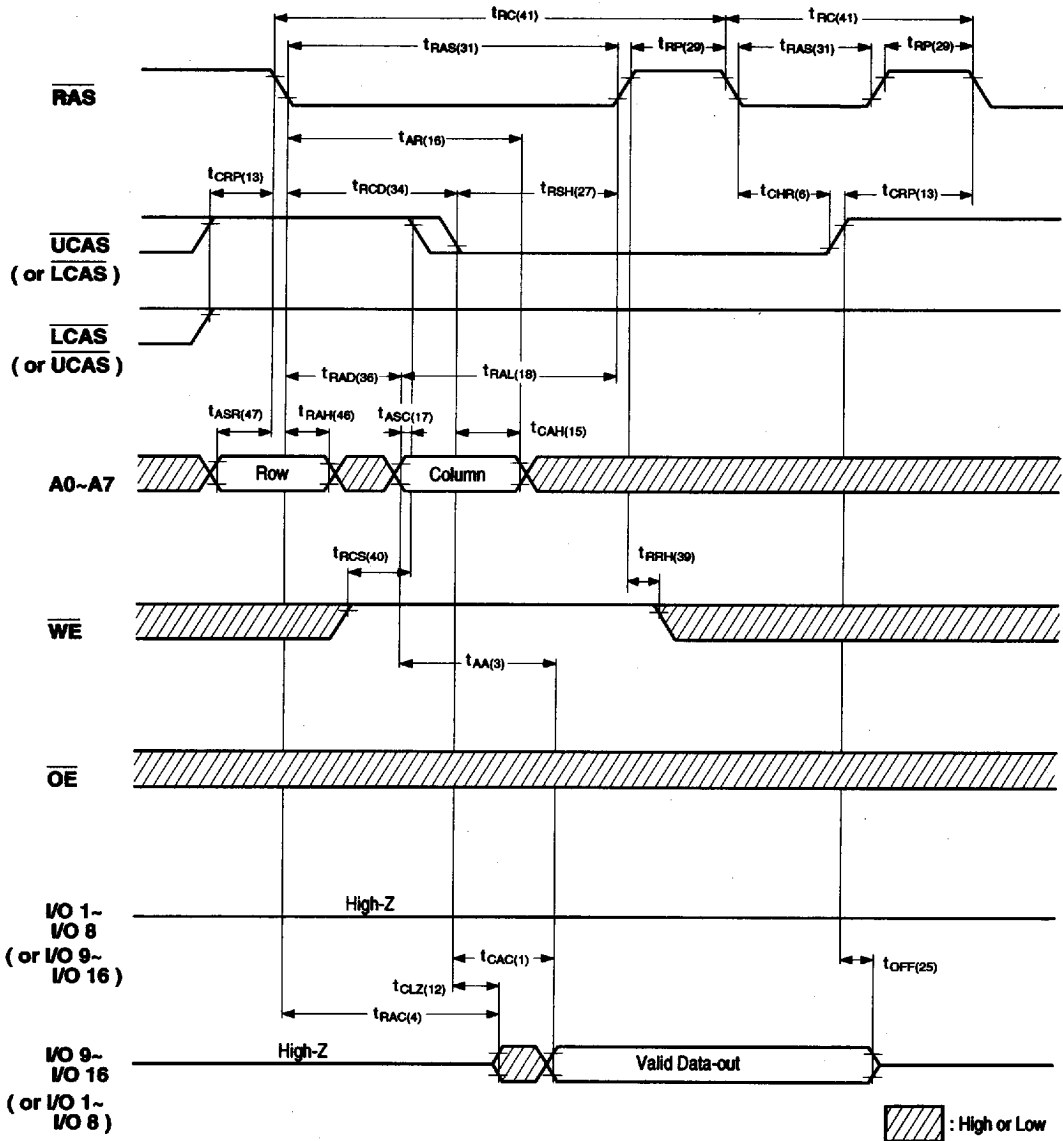 tRC(41) tRC(41)
tRAS(31) tRP(29) tRAS(31) tRP(29)
RAS
tAR(16)
tCRP(13) tRCD(34) tRSH(27) tCHR(6) tCRP(13)
UCAS
( or LCAS )
LCAS
( or UCAS )
tRAD(36) tRAL(18)
tASR(47) tRAH(46) tASC(17) tCAH(15)
A0~A7 Row Column
tRCS(40) tRRH(39)
WE
tAA(3)
OE
I/O 1~ High-Z
I/O 8
( or I/O 9~ tCAC(1) tOFF(25)
I/O 16 )
tCLZ(12)
tRAC(4)
I/O 9~ High-Z Valid Data-out
I/O 16
( or I/O 1~
I/O 8 )
: High or Low